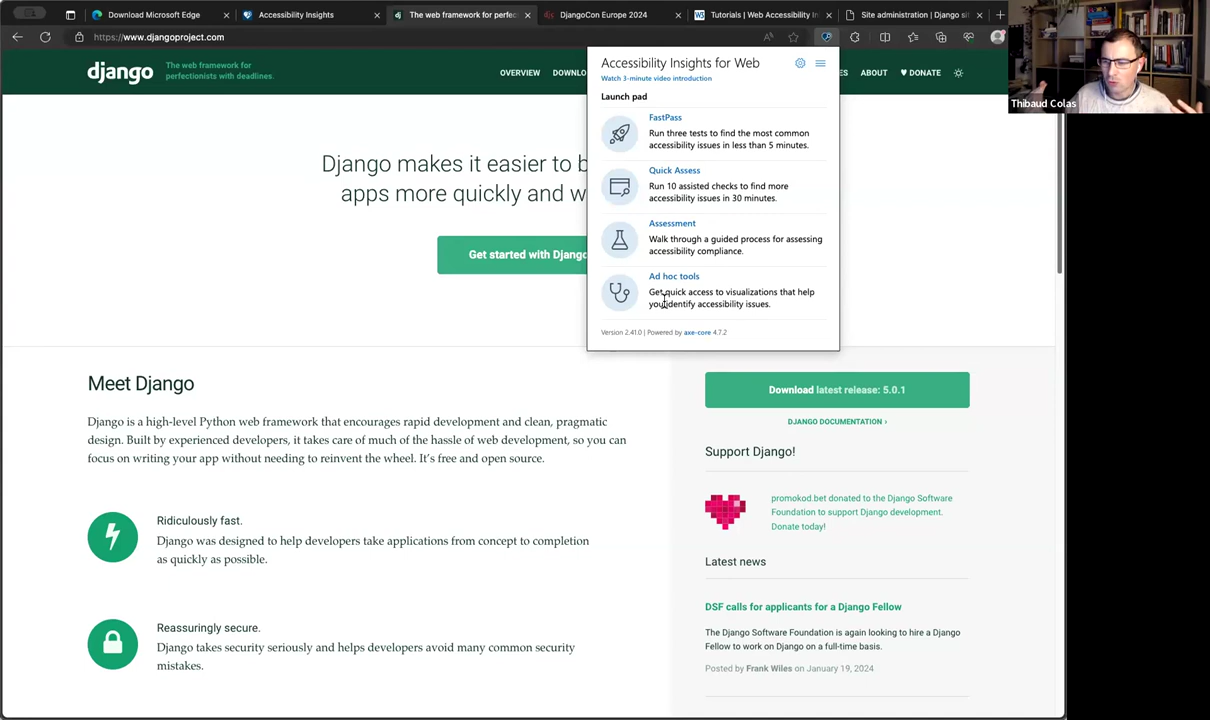 Download Microsoft Edge
Accessibility Insights
The web framework for perfec
DjangoCon Europe 2024
Tutorials | Web Accessibility In
Site administration | Django si
https://www.djangoproject.com
django
The web framework for
perfectionists with deadlines.
OVERVIEW
DOWNLO
ES
ABOUT
♥ DONATE
Thibaud Colas
Accessibility Insights for Web
Watch 3-minute video introduction
Launch pad
FastPass
Run three tests to find the most common
accessibility issues in less than 5 minutes.
Quick Assess
Run 10 assisted checks to find more
accessibility issues in 30 minutes.
Assessment
Walk through a guided process for assessing
accessibility compliance.
Ad hoc tools
Get quick access to visualizations that help
you identify accessibility issues.
Version 2.41.0 | Powered by axe-core 4.7.2
Django makes it easier to b
apps more quickly and w
Get started with Django
Meet Django
Django is a high-level Python web framework that encourages rapid development and clean, pragmatic
design. Built by experienced developers, it takes care of much of the hassle of web development, so you can
focus on writing your app without needing to reinvent the wheel. It's free and open source.
Ridiculously fast.
Django was designed to help developers take applications from concept to completion
as quickly as possible.
Reassuringly secure.
Django takes security seriously and helps developers avoid many common security
mistakes.
Download latest release: 5.0.1
DJANGO DOCUMENTATION ›
Support Django!
promokod.bet donated to the Django Software
Foundation to support Django development.
Donate today!
Latest news
DSF calls for applicants for a Django Fellow
The Django Software Foundation is again looking to hire a Django
Fellow to work on Django on a full-time basis.
Posted by Frank Wiles on January 19, 2024